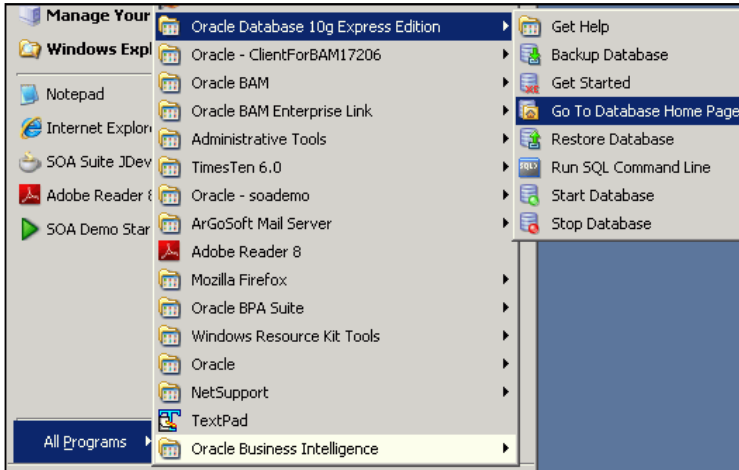 Manage Your
Windows Expl
Notepad
Internet Explor
SOA Suite JDev
Adobe Reader 8
SOA Demo Star
All Programs
Oracle Database 10g Express Edition
Oracle - ClientForBAM17206
Oracle BAM
Oracle BAM Enterprise Link
Administrative Tools
TimesTen 6.0
Oracle - soademo
ArGoSoft Mail Server
Adobe Reader 8
Mozilla Firefox
Oracle BPA Suite
Windows Resource Kit Tools
Oracle
NetSupport
TextPad
Oracle Business Intelligence
Get Help
Backup Database
Get Started
Go To Database Home Page
Restore Database
Run SQL Command Line
Start Database
Stop Database